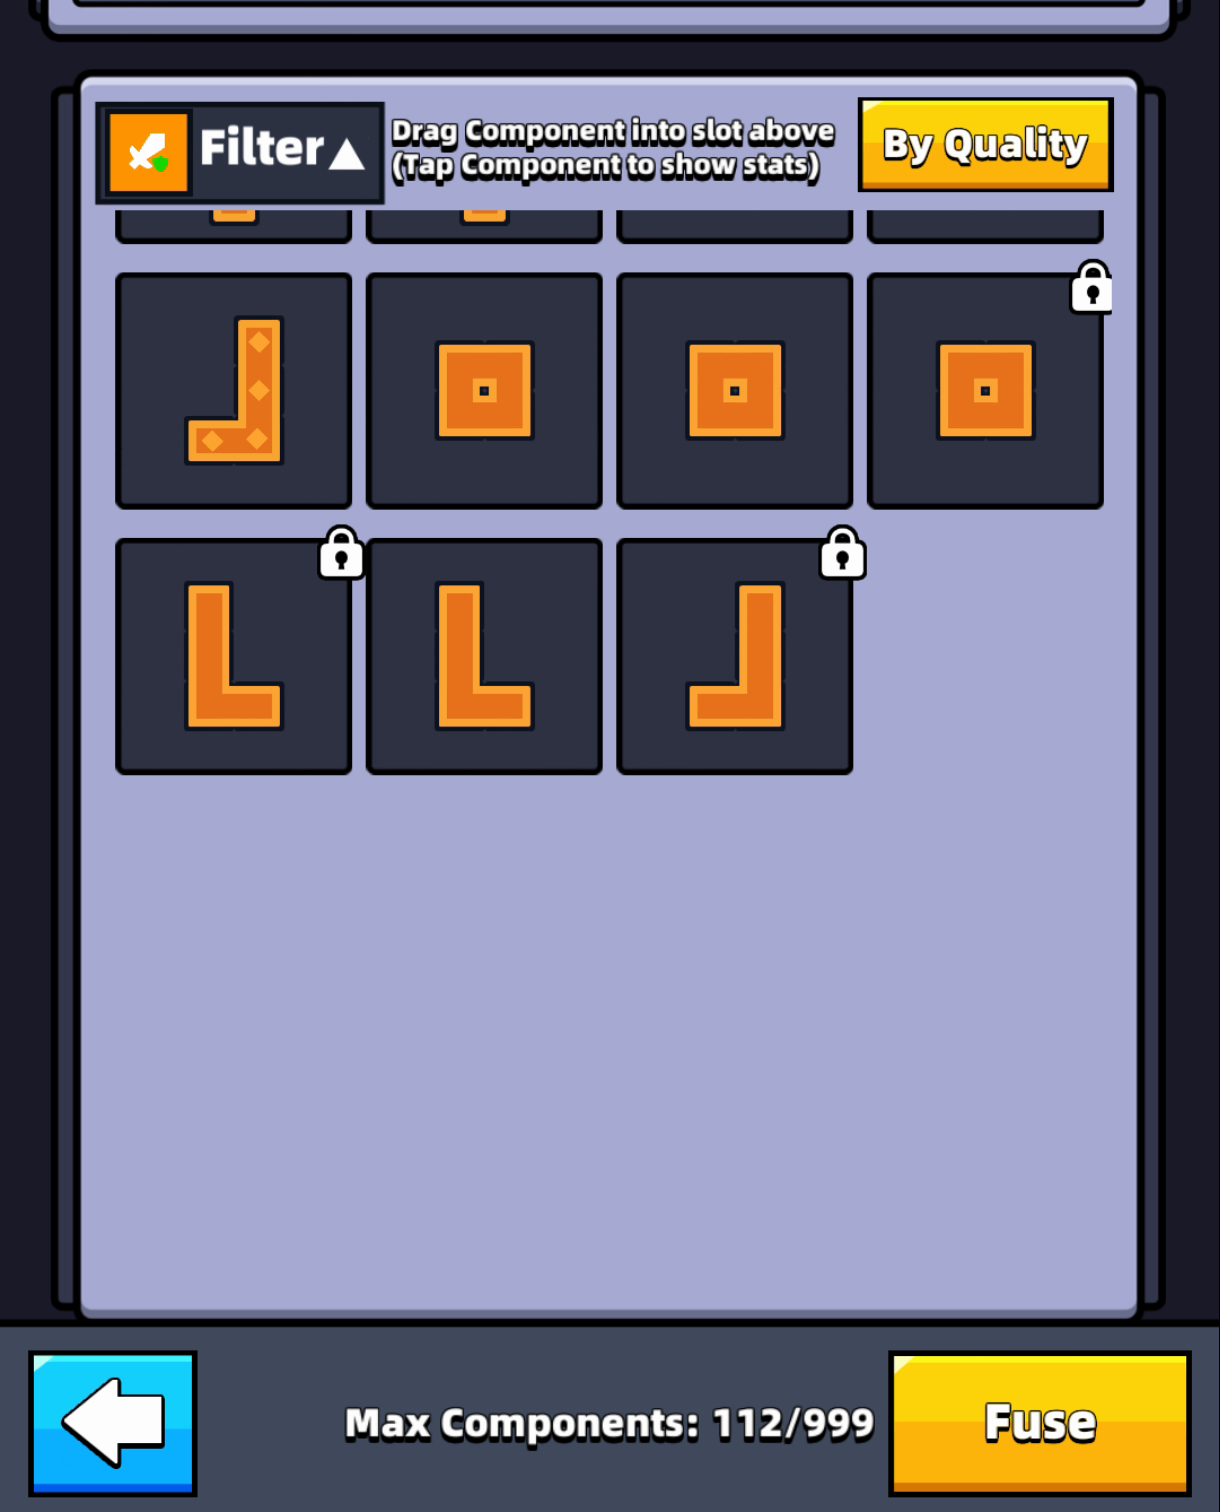 Filter
Drag Component into slot above
(Tap Component to show stats)
By Quality
Max Components: 112/999
Fuse